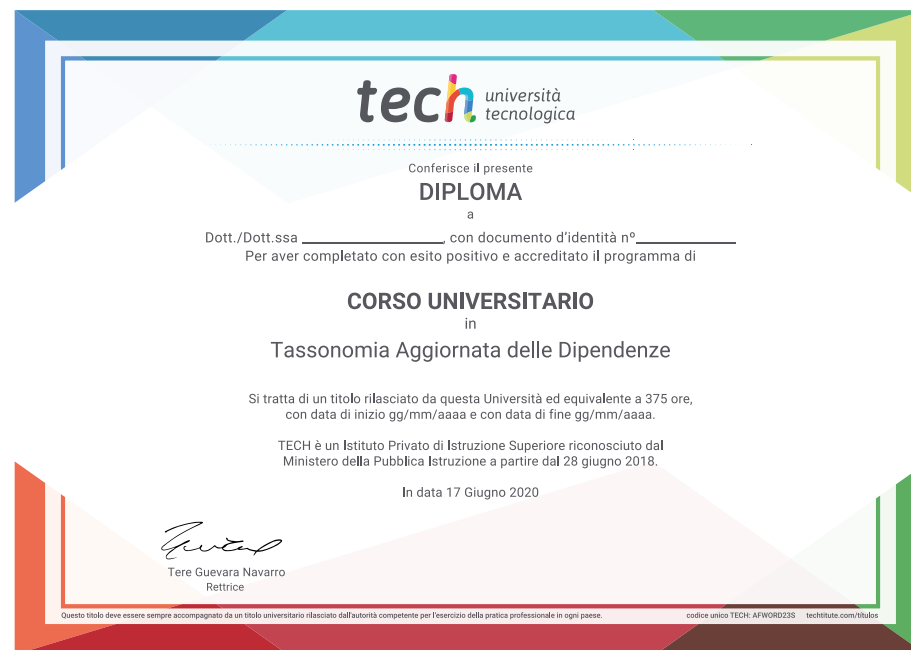 tech università
tecnologica
Conferisce il presente
DIPLOMA
a
Dott./Dott.ssa ________________, con documento d'identità nº____________
Per aver completato con esito positivo e accreditato il programma di
CORSO UNIVERSITARIO
in
Tassonomia Aggiornata delle Dipendenze
Si tratta di un titolo rilasciato da questa Università ed equivalente a 375 ore,
con data di inizio gg/mm/aaaa e con data di fine gg/mm/aaaa.
TECH è un Istituto Privato di Istruzione Superiore riconosciuto dal
Ministero della Pubblica Istruzione a partire dal 28 giugno 2018.
In data 17 Giugno 2020
Tere Guevara Navarro
Rettrice
Questo titolo deve essere sempre accompagnato da un titolo universitario rilasciato dall'autorità competente per l'esercizio della pratica professionale in ogni paese. codice unico TECH: AFWORD23S techtitute.com/titulos